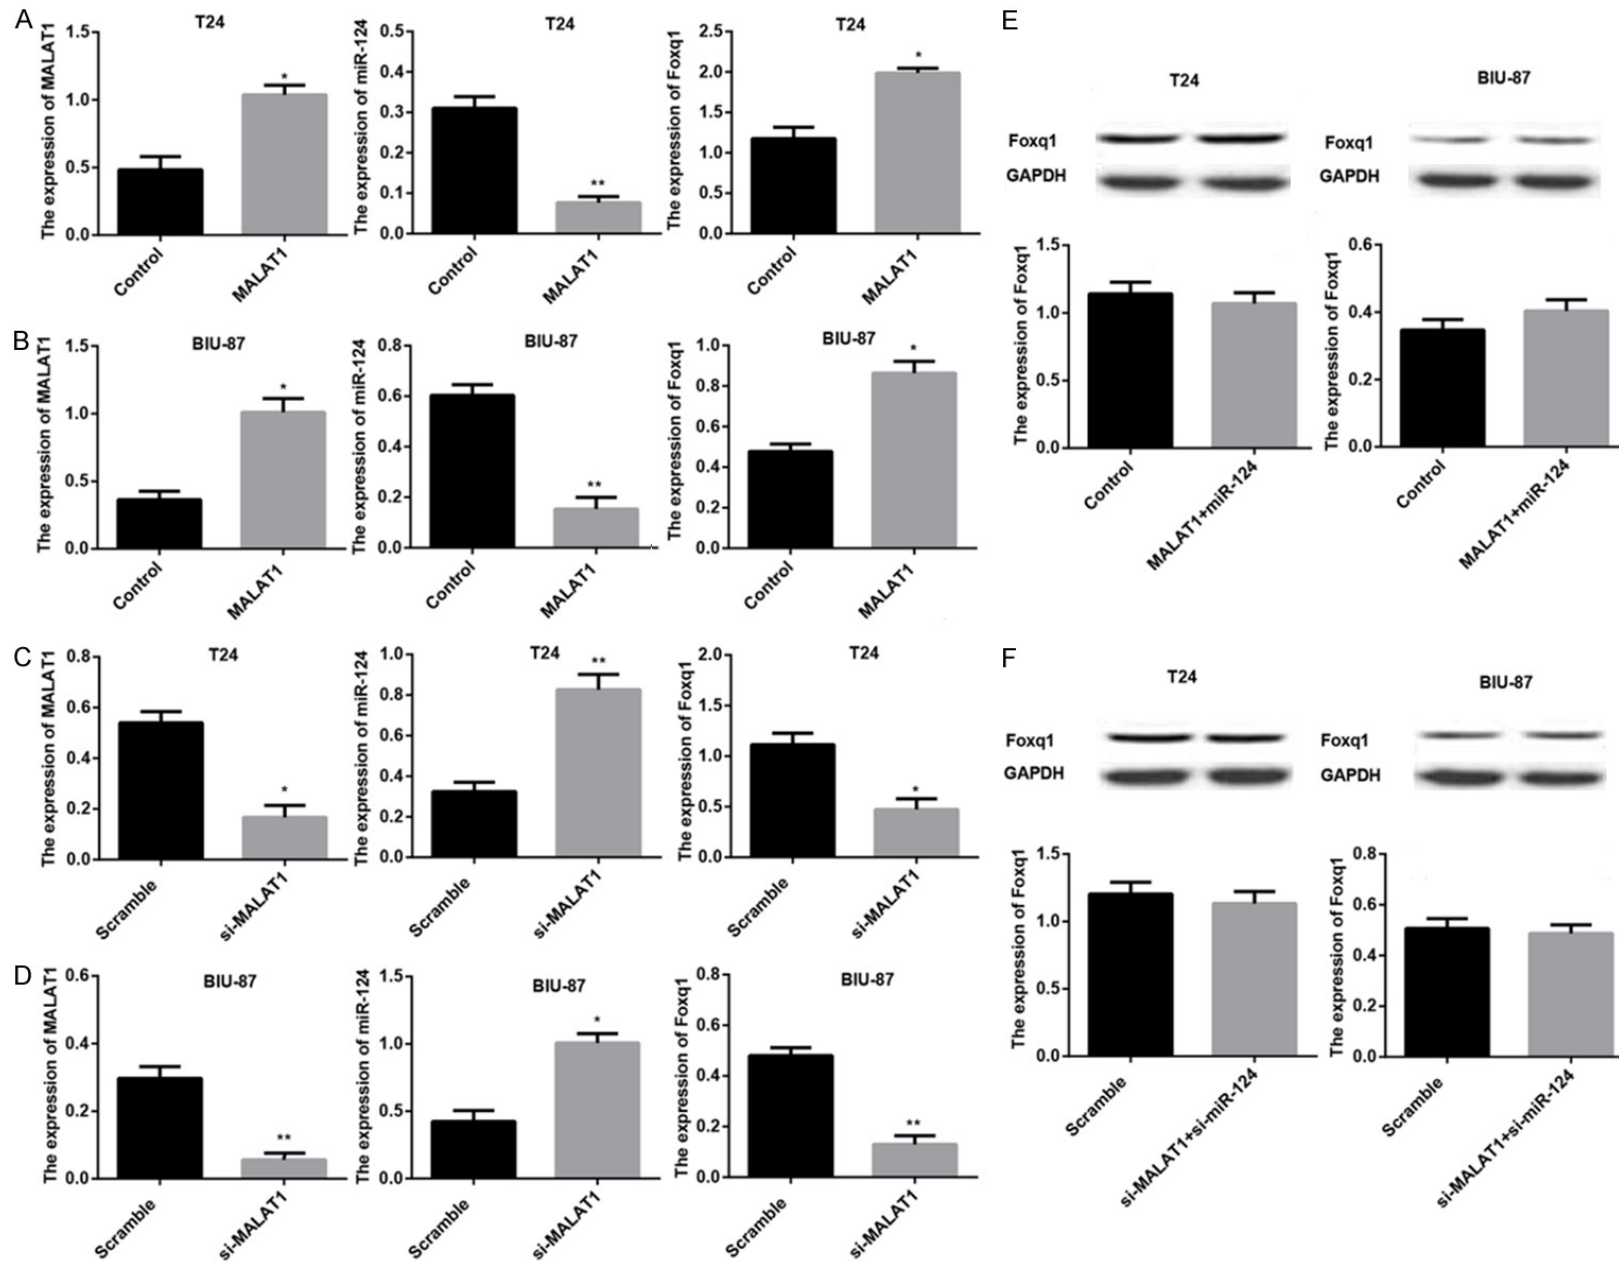 A
T24
The expression of MALAT1
1.5
1.0
0.5
0.0
*
Control
MALAT1
T24
The expression of miR-124
0.5
0.4
0.3
0.2
0.1
0.0
**
Control
MALAT1
T24
The expression of Foxq1
2.5
2.0
1.5
1.0
0.5
0.0
*
Control
MALAT1
B
BIU-87
The expression of MALAT1
1.5
1.0
0.5
0.0
*
Control
MALAT1
BIU-87
The expression of miR-124
0.8
0.6
0.4
0.2
0.0
**
Control
MALAT1
BIU-87
The expression of Foxq1
1.0
0.8
0.6
0.4
0.2
0.0
*
Control
MALAT1
C
T24
The expression of MALAT1
0.8
0.6
0.4
0.2
0.0
*
Scramble
si-MALAT1
T24
The expression of miR-124
1.0
0.8
0.6
0.4
0.2
0.0
**
Scramble
si-MALAT1
T24
The expression of Foxq1
2.0
1.5
1.0
0.5
0.0
*
Scramble
si-MALAT1
D
BIU-87
The expression of MALAT1
0.6
0.4
0.2
0.0
**
Scramble
si-MALAT1
BIU-87
The expression of miR-124
1.5
1.0
0.5
0.0
*
Scramble
si-MALAT1
BIU-87
The expression of Foxq1
0.8
0.6
0.4
0.2
0.0
**
Scramble
si-MALAT1
E
T24
Foxq1
GAPDH
BIU-87
Foxq1
GAPDH
The expression of Foxq1
1.5
1.0
0.5
0.0
Control
MALAT1+miR-124
The expression of Foxq1
0.6
0.4
0.2
0.0
Control
MALAT1+miR-124
F
T24
Foxq1
GAPDH
BIU-87
Foxq1
GAPDH
The expression of Foxq1
1.5
1.0
0.5
0.0
Scramble
si-MALAT1+si-miR-124
The expression of Foxq1
0.8
0.6
0.4
0.2
0.0
Scramble
si-MALAT1+si-miR-124